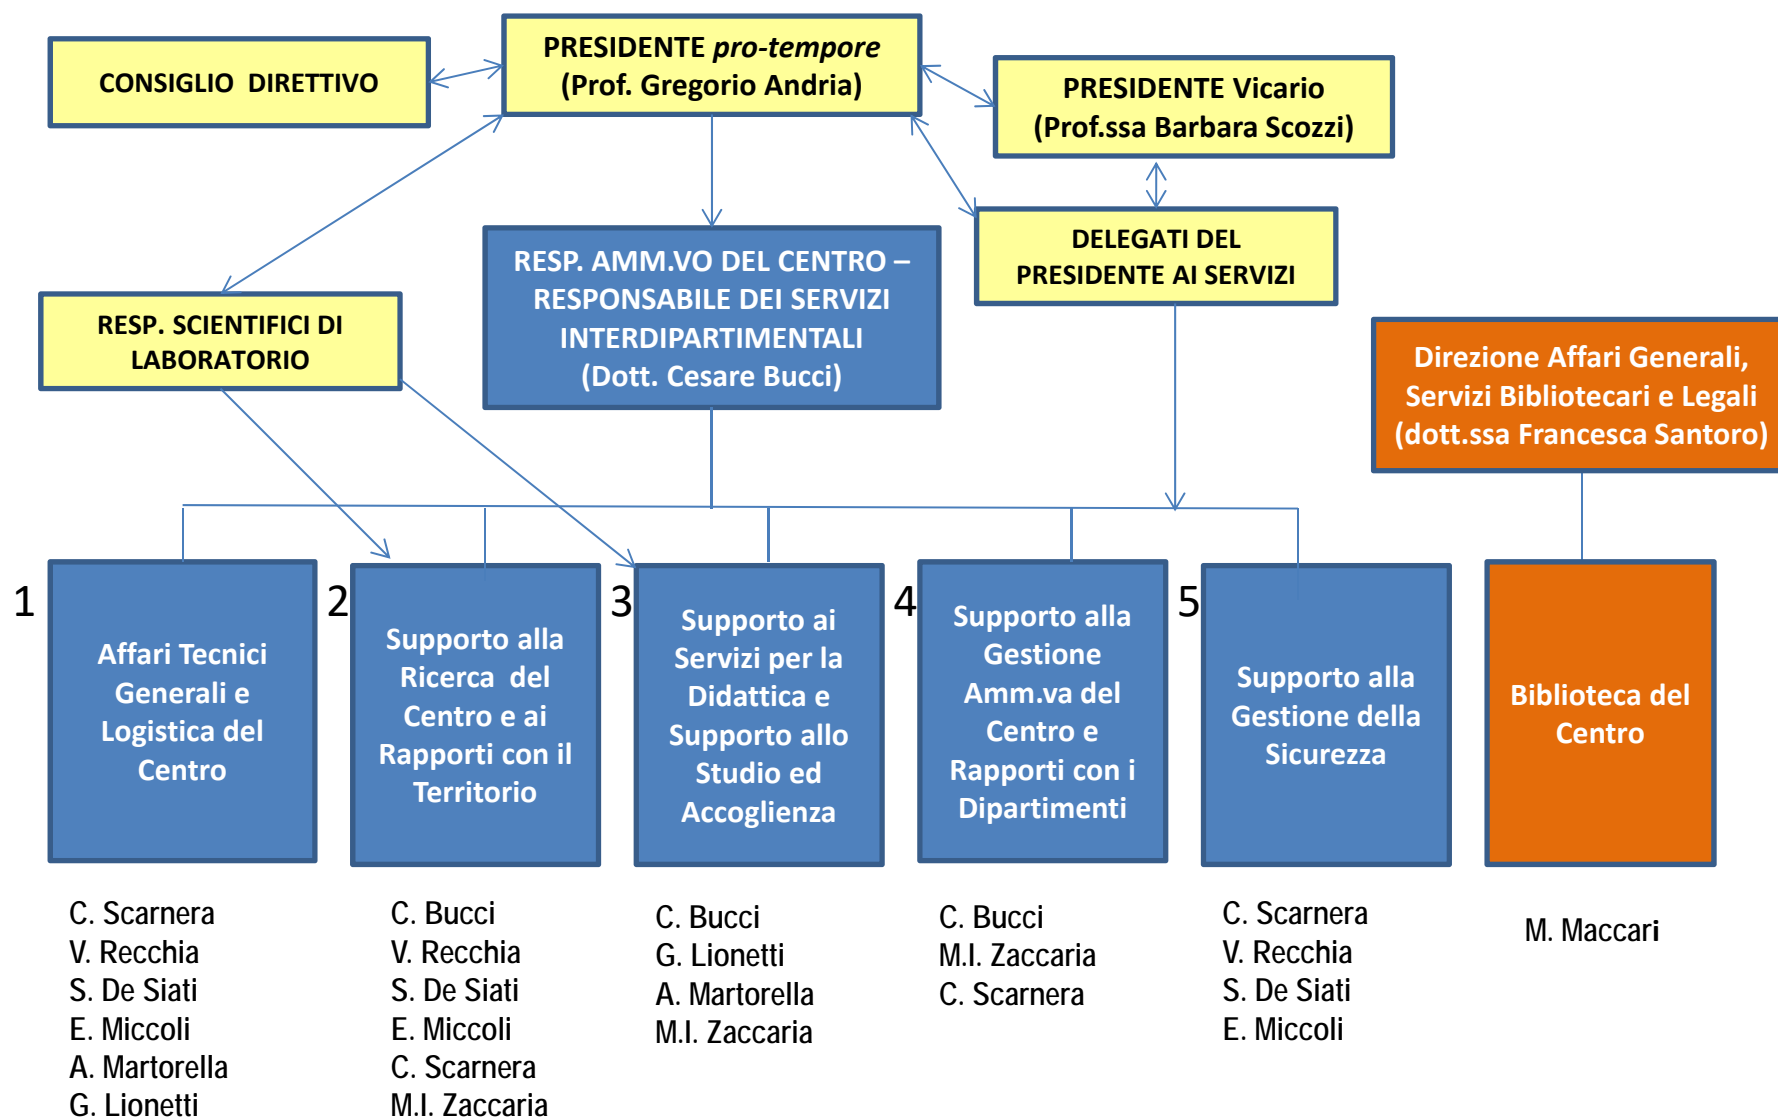 CONSIGLIO DIRETTIVO
PRESIDENTE pro-tempore
(Prof. Gregorio Andria)
PRESIDENTE Vicario
(Prof.ssa Barbara Scozzi)
DELEGATI DEL
PRESIDENTE AI SERVIZI
RESP. AMM.VO DEL CENTRO –
RESPONSABILE DEI SERVIZI
INTERDIPARTIMENTALI
(Dott. Cesare Bucci)
RESP. SCIENTIFICI DI
LABORATORIO
Direzione Affari Generali,
Servizi Bibliotecari e Legali
(dott.ssa Francesca Santoro)
1
Affari Tecnici
Generali e
Logistica del
Centro
2
Supporto alla
Ricerca del
Centro e ai
Rapporti con il
Territorio
3
Supporto ai
Servizi per la
Didattica e
Supporto allo
Studio ed
Accoglienza
4
Supporto alla
Gestione
Amm.va del
Centro e
Rapporti con i
Dipartimenti
5
Supporto alla
Gestione della
Sicurezza
Biblioteca del
Centro
C. Scarnera
V. Recchia
S. De Siati
E. Miccoli
A. Martorella
G. Lionetti
C. Bucci
V. Recchia
S. De Siati
E. Miccoli
C. Scarnera
M.I. Zaccaria
C. Bucci
G. Lionetti
A. Martorella
M.I. Zaccaria
C. Bucci
M.I. Zaccaria
C. Scarnera
C. Scarnera
V. Recchia
S. De Siati
E. Miccoli
M. Maccari